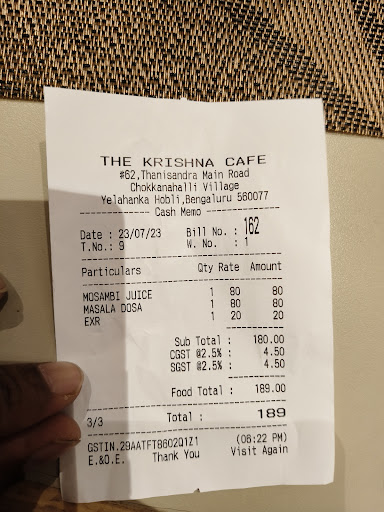 THE KRISHNA CAFE
#62,Thanisandra Main Road
Chokkanahalli Village
Yelahanka Hobli,Bengaluru 560077
Cash Memo
Date : 23/07/23 Bill No. : 162
T.No.: 9 W. No. : 1
Particulars Qty Rate Amount
MOSAMBI JUICE 1 80 80
MASALA DOSA 1 80 80
EXR 1 20 20
Sub Total : 180.00
CGST @2.5% : 4.50
SGST @2.5% : 4.50
Food Total : 189.00
3/3 Total : 189
GSTIN.29AATFT8602Q1Z1 (06:22 PM)
E.&O.E. Thank You Visit Again